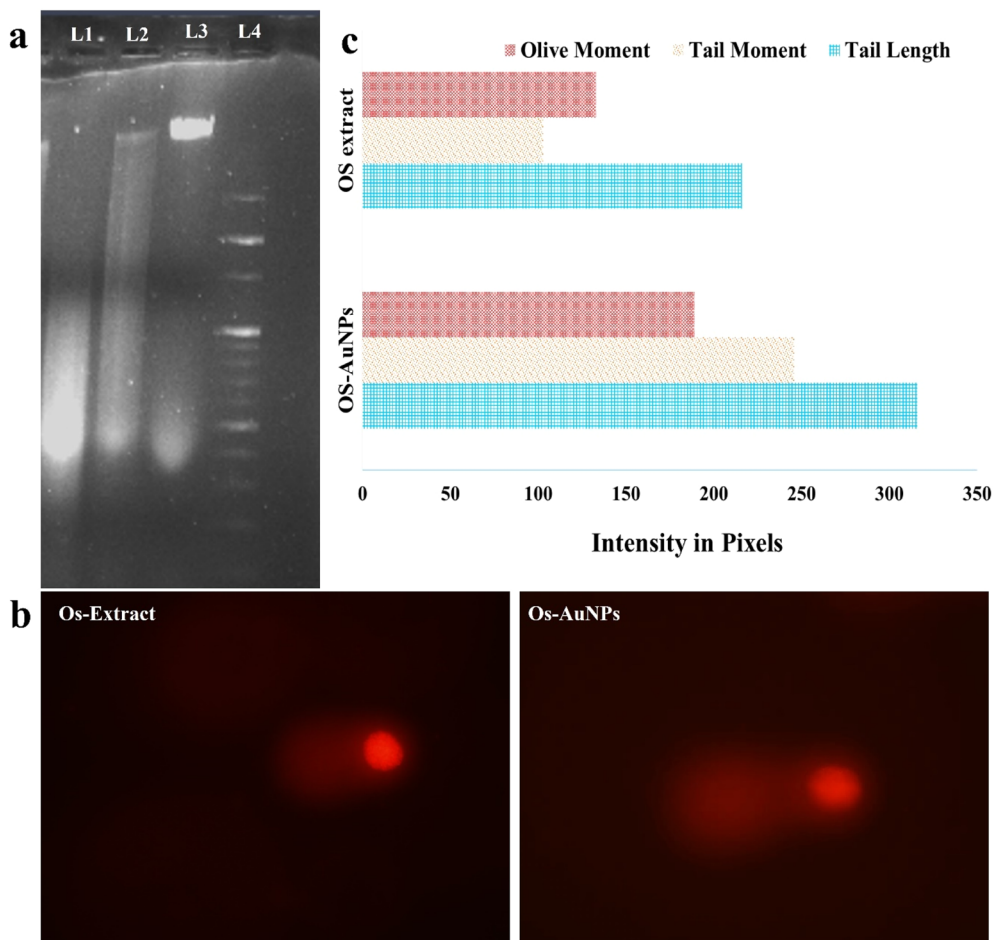 a
L1 L2 L3 L4
c
Olive Moment Tail Moment Tail Length
OS extract
OS-AuNPs
0 50 100 150 200 250 300 350
Intensity in Pixels
b
Os-Extract
Os-AuNPs